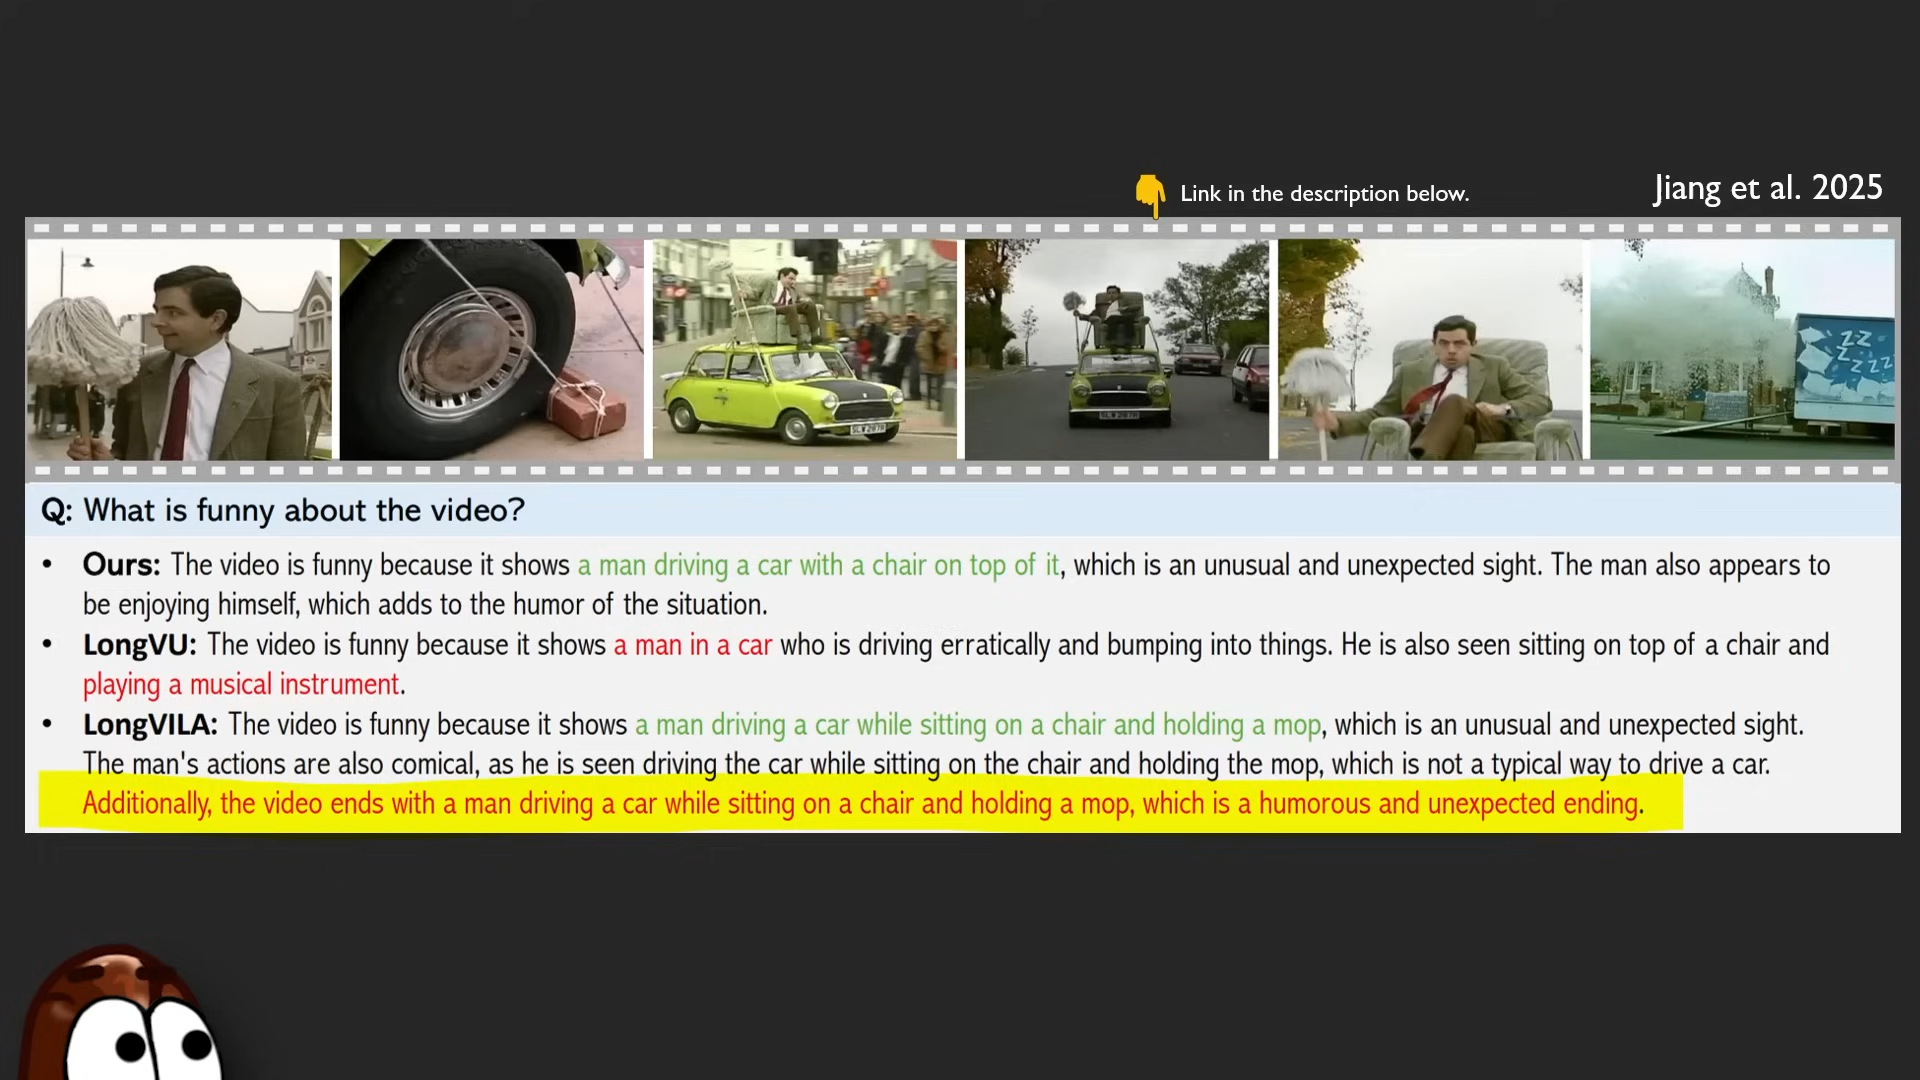 Link in the description below.
Jiang et al. 2025
SLW 287R
SLW 287R
ZZ
ZZZ
Q: What is funny about the video?
• Ours: The video is funny because it shows a man driving a car with a chair on top of it, which is an unusual and unexpected sight. The man also appears to
be enjoying himself, which adds to the humor of the situation.
• LongVU: The video is funny because it shows a man in a car who is driving erratically and bumping into things. He is also seen sitting on top of a chair and
playing a musical instrument.
• LongVILA: The video is funny because it shows a man driving a car while sitting on a chair and holding a mop, which is an unusual and unexpected sight.
The man's actions are also comical, as he is seen driving the car while sitting on the chair and holding the mop, which is not a typical way to drive a car.
Additionally, the video ends with a man driving a car while sitting on a chair and holding a mop, which is a humorous and unexpected ending.